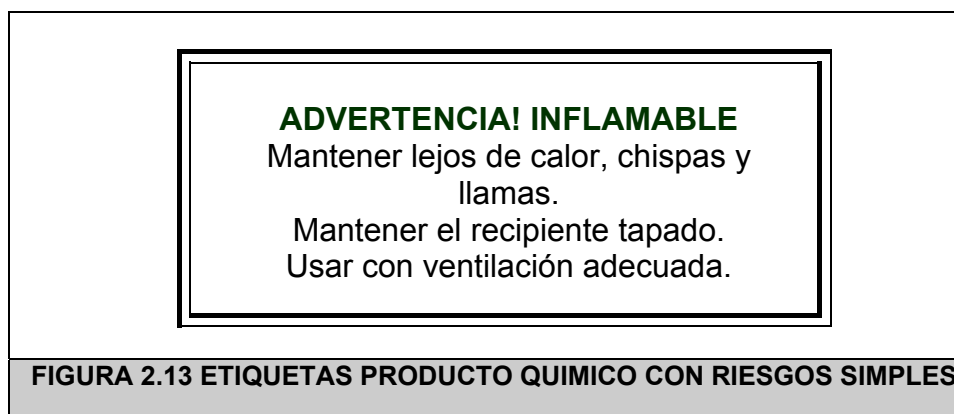 ADVERTENCIA! INFLAMABLE
Mantener lejos de calor, chispas y
llamas.
Mantener el recipiente tapado.
Usar con ventilación adecuada.
FIGURA 2.13 ETIQUETAS PRODUCTO QUIMICO CON RIESGOS SIMPLES